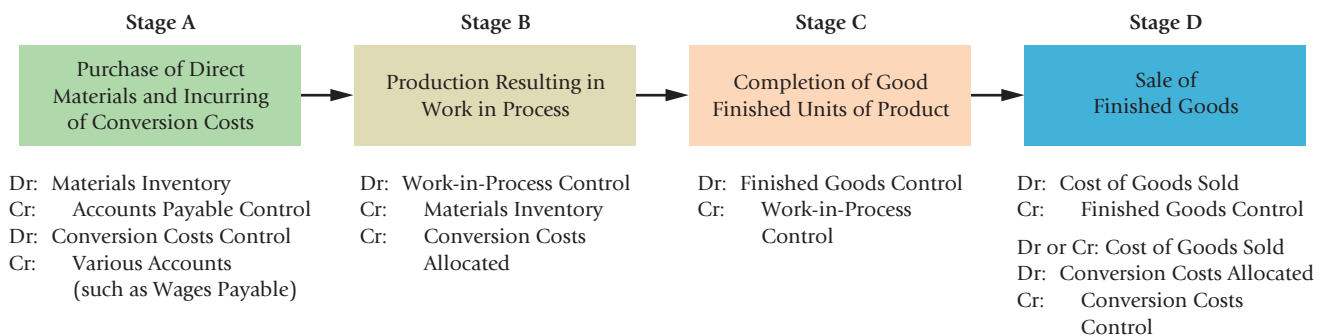 Stage A
Purchase of Direct
Materials and Incurring
of Conversion Costs
Dr: Materials Inventory
Cr: Accounts Payable Control
Dr: Conversion Costs Control
Cr: Various Accounts
(such as Wages Payable)
Stage B
Production Resulting in
Work in Process
Dr: Work-in-Process Control
Cr: Materials Inventory
Cr: Conversion Costs
Allocated
Stage C
Completion of Good
Finished Units of Product
Dr: Finished Goods Control
Cr: Work-in-Process
Control
Stage D
Sale of
Finished Goods
Dr: Cost of Goods Sold
Cr: Finished Goods Control
Dr or Cr: Cost of Goods Sold
Dr: Conversion Costs Allocated
Cr: Conversion Costs
Control